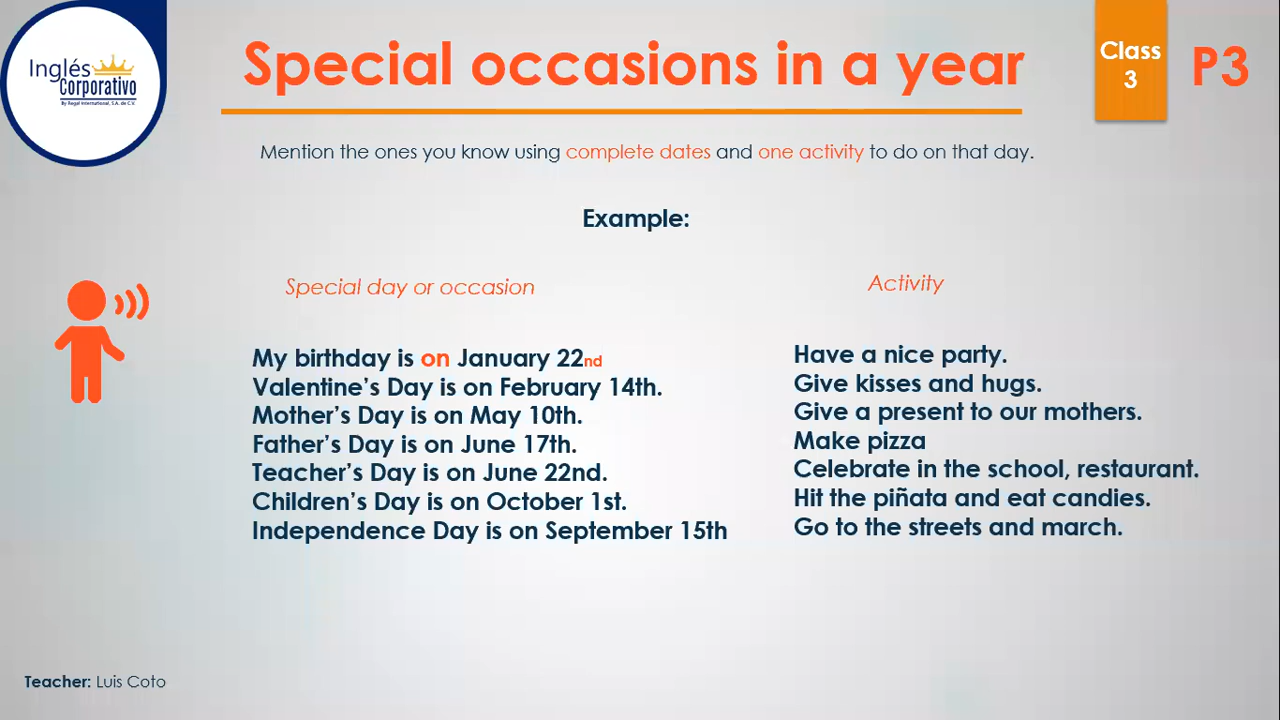 Inglés
Corporativo
By Regal International, S.A. de C.V.
Special occasions in a year
Class
3
P3
Mention the ones you know using complete dates and one activity to do on that day.
Example:
Special day or occasion
Activity
My birthday is on January 22nd
Have a nice party.
Valentine’s Day is on February 14th.
Give kisses and hugs.
Mother’s Day is on May 10th.
Give a present to our mothers.
Father’s Day is on June 17th.
Make pizza
Teacher’s Day is on June 22nd.
Celebrate in the school, restaurant.
Children’s Day is on October 1st.
Hit the piñata and eat candies.
Independence Day is on September 15th
Go to the streets and march.
Teacher: Luis Coto